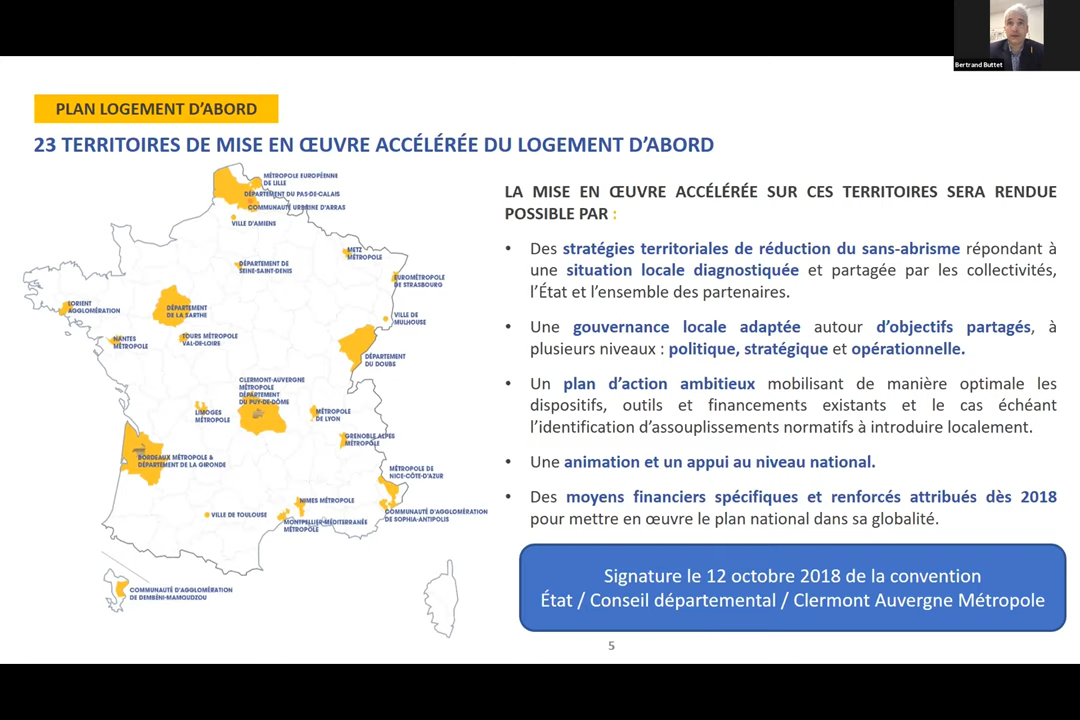 Bertrand Buttet
PLAN LOGEMENT D'ABORD
23 TERRITOIRES DE MISE EN ŒUVRE ACCÉLÉRÉE DU LOGEMENT D'ABORD
MÉTROPOLE EUROPÉENNE
DE LILLE
DÉPARTEMENT DU PAS-DE-CALAIS
COMMUNAUTÉ URBAINE D'ARRAS
VILLE D'AMIENS
METZ
MÉTROPOLE
DÉPARTEMENT DE
SEINE-SAINT-DENIS
EUROMÉTROPOLE
DE STRASBOURG
LORIENT
AGGLOMÉRATION
DÉPARTEMENT
DE LA SARTHE
VILLE DE
MULHOUSE
NANTES
MÉTROPOLE
TOURS MÉTROPOLE
VAL-DE-LOIRE
DÉPARTEMENT
DU DOUBS
CLERMONT-AUVERGNE
MÉTROPOLE
DÉPARTEMENT
DU PUY-DE-DÔME
LIMOGES
MÉTROPOLE
MÉTROPOLE
DE LYON
GRENOBLE ALPES
MÉTROPOLE
BORDEAUX MÉTROPOLE &
DÉPARTEMENT DE LA GIRONDE
MÉTROPOLE DE
NICE-CÔTE-D'AZUR
NIMES MÉTROPOLE
VILLE DE TOULOUSE
MONTPELLIER-MÉDITERRANÉE
MÉTROPOLE
COMMUNAUTÉ D'AGGLOMÉRATION
DE SOPHIA-ANTIPOLIS
COMMUNAUTÉ D'AGGLOMÉRATION
DE DEMBÉNI-MAMOUDZOU
LA MISE EN ŒUVRE ACCÉLÉRÉE SUR CES TERRITOIRES SERA RENDUE
POSSIBLE PAR :
• Des stratégies territoriales de réduction du sans-abrisme répondant à
une situation locale diagnostiquée et partagée par les collectivités,
l'État et l'ensemble des partenaires.
• Une gouvernance locale adaptée autour d'objectifs partagés, à
plusieurs niveaux : politique, stratégique et opérationnelle.
• Un plan d'action ambitieux mobilisant de manière optimale les
dispositifs, outils et financements existants et le cas échéant
l'identification d'assouplissements normatifs à introduire localement.
• Une animation et un appui au niveau national.
• Des moyens financiers spécifiques et renforcés attribués dès 2018
pour mettre en œuvre le plan national dans sa globalité.
Signature le 12 octobre 2018 de la convention
État / Conseil départemental / Clermont Auvergne Métropole
5